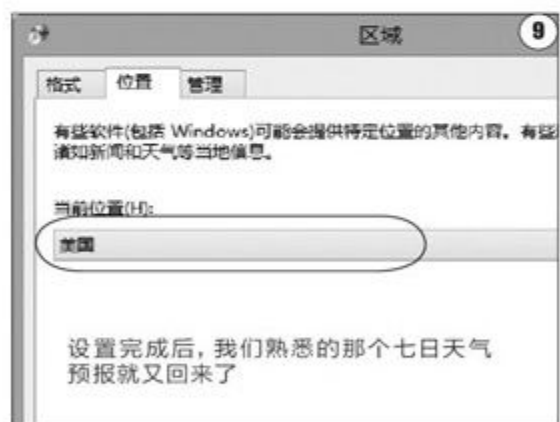 区域
9
格式 位置 管理
有些软件(包括 Windows)可能会提供特定位置的其他内容。有些
诸如新闻和天气等当地信息。
当前位置(H):
美国
设置完成后，我们熟悉的那个七日天气
预报就又回来了